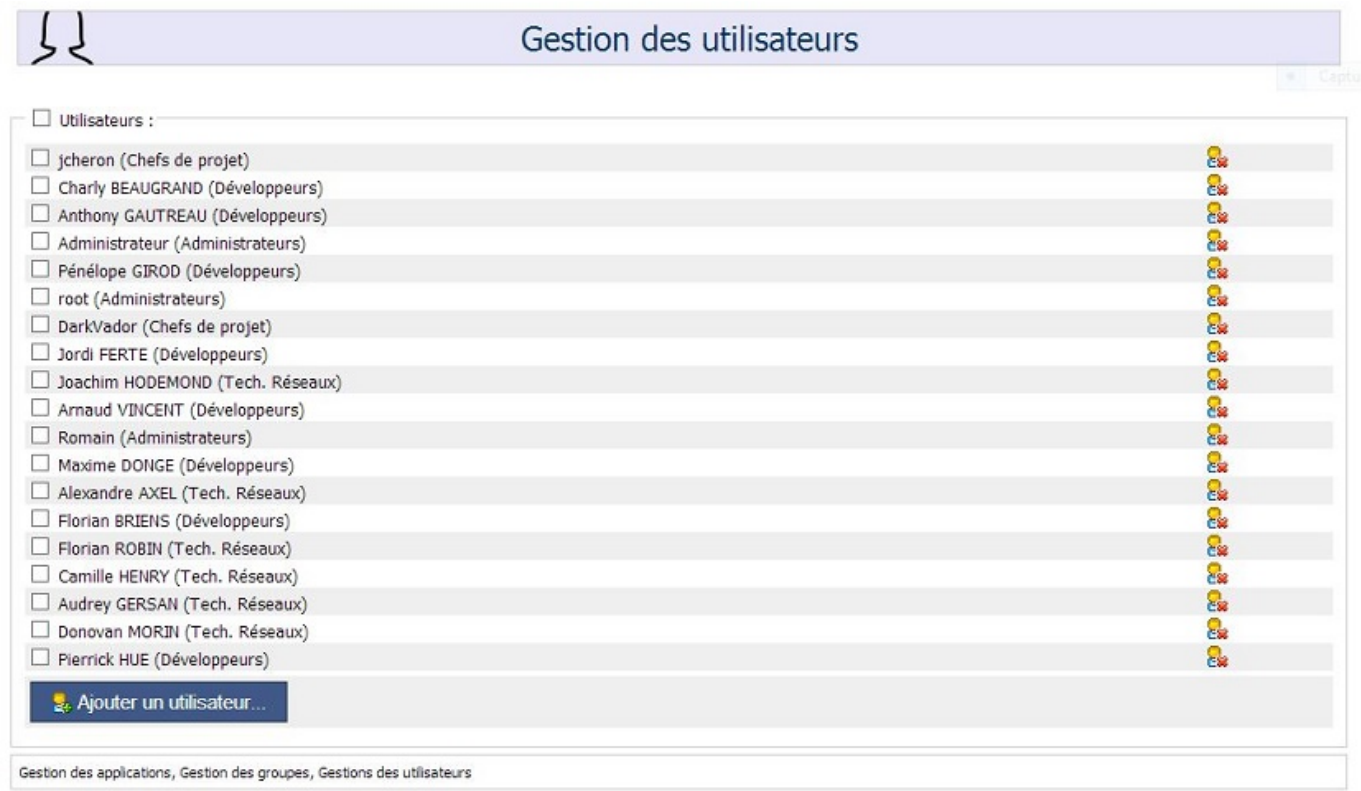 Gestion des utilisateurs
Captu
Utilisateurs :
jcheron (Chefs de projet)
Charly BEAUGRAND (Développeurs)
Anthony GAUTREAU (Développeurs)
Administrateur (Administrateurs)
Pénélope GIROD (Développeurs)
root (Administrateurs)
DarkVador (Chefs de projet)
Jordi FERTE (Développeurs)
Joachim HODEMOND (Tech. Réseaux)
Arnaud VINCENT (Développeurs)
Romain (Administrateurs)
Maxime DONGE (Développeurs)
Alexandre AXEL (Tech. Réseaux)
Florian BRIENS (Développeurs)
Florian ROBIN (Tech. Réseaux)
Camille HENRY (Tech. Réseaux)
Audrey GERSAN (Tech. Réseaux)
Donovan MORIN (Tech. Réseaux)
Pierrick HUE (Développeurs)
Ajouter un utilisateur...
Gestion des applications, Gestion des groupes, Gestions des utilisateurs